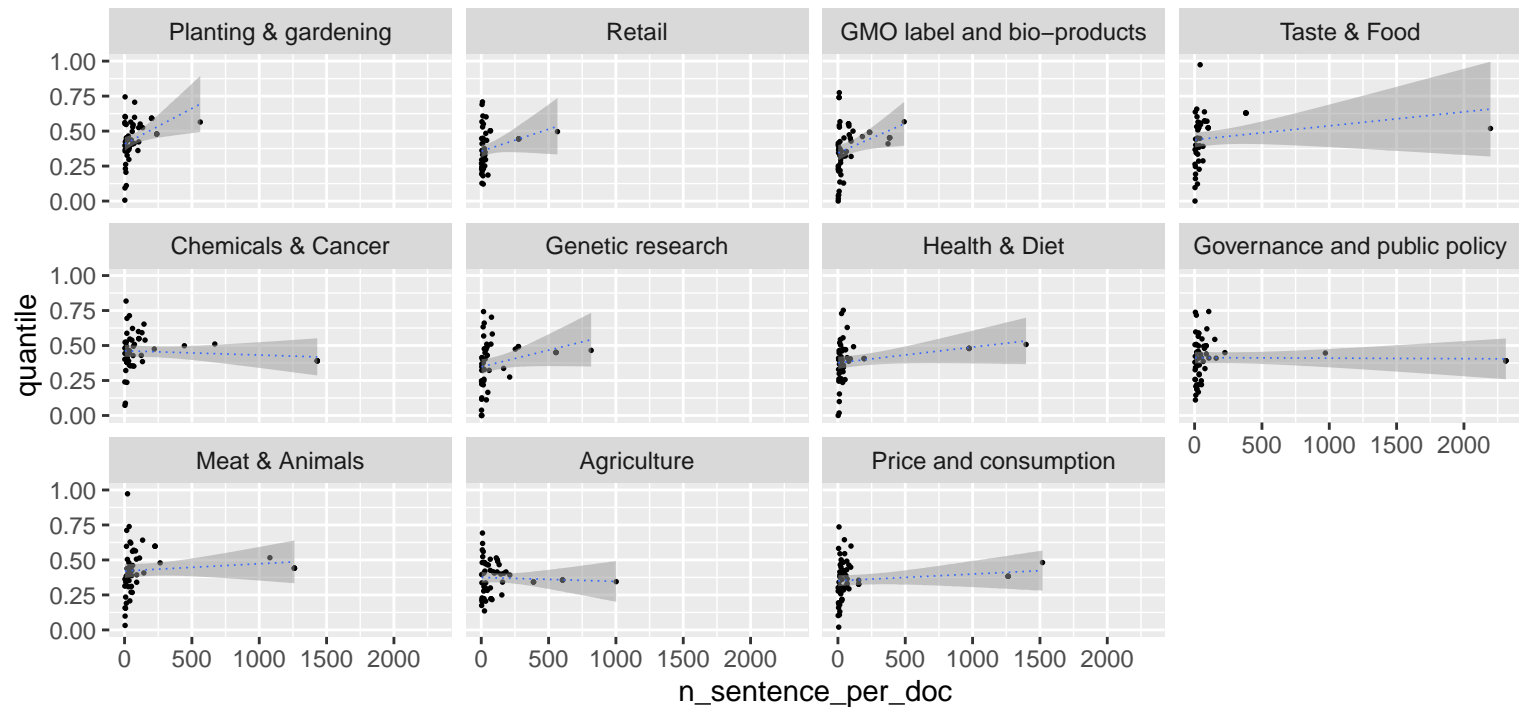 Planting & gardening Retail GMO label and bio−products Taste & Food
1.00
0.75
0.50
0.25
0.00
Chemicals & Cancer Genetic research Health & Diet Governance and public policy
1.00
0.75
0.50
0.25
0.00
quantile
0 500 1000 1500 2000
Meat & Animals Agriculture Price and consumption
1.00
0.75
0.50
0.25
0.00
0 500 1000 1500 2000 0 500 1000 1500 2000 0 500 1000 1500 2000
n_sentence_per_doc